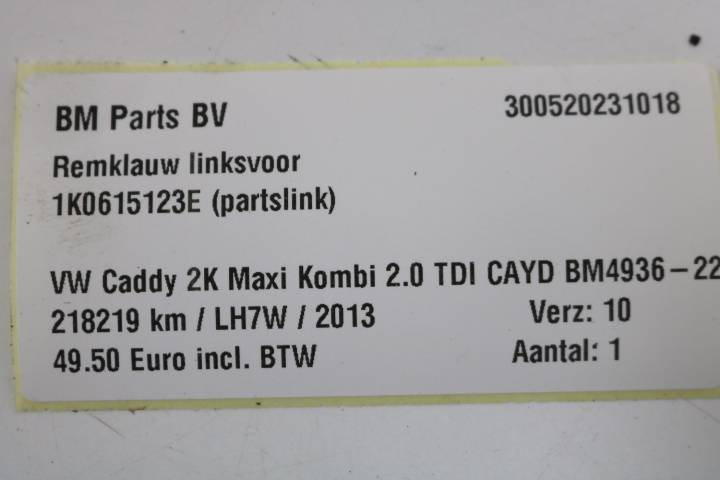 BM Parts BV 300520231018
Remklauw linksvoor
1K0615123E (partslink)
VW Caddy 2K Maxi Kombi 2.0 TDI CAYD BM4936-22
218219 km / LH7W / 2013 Verz: 10
49.50 Euro incl. BTW Aantal: 1